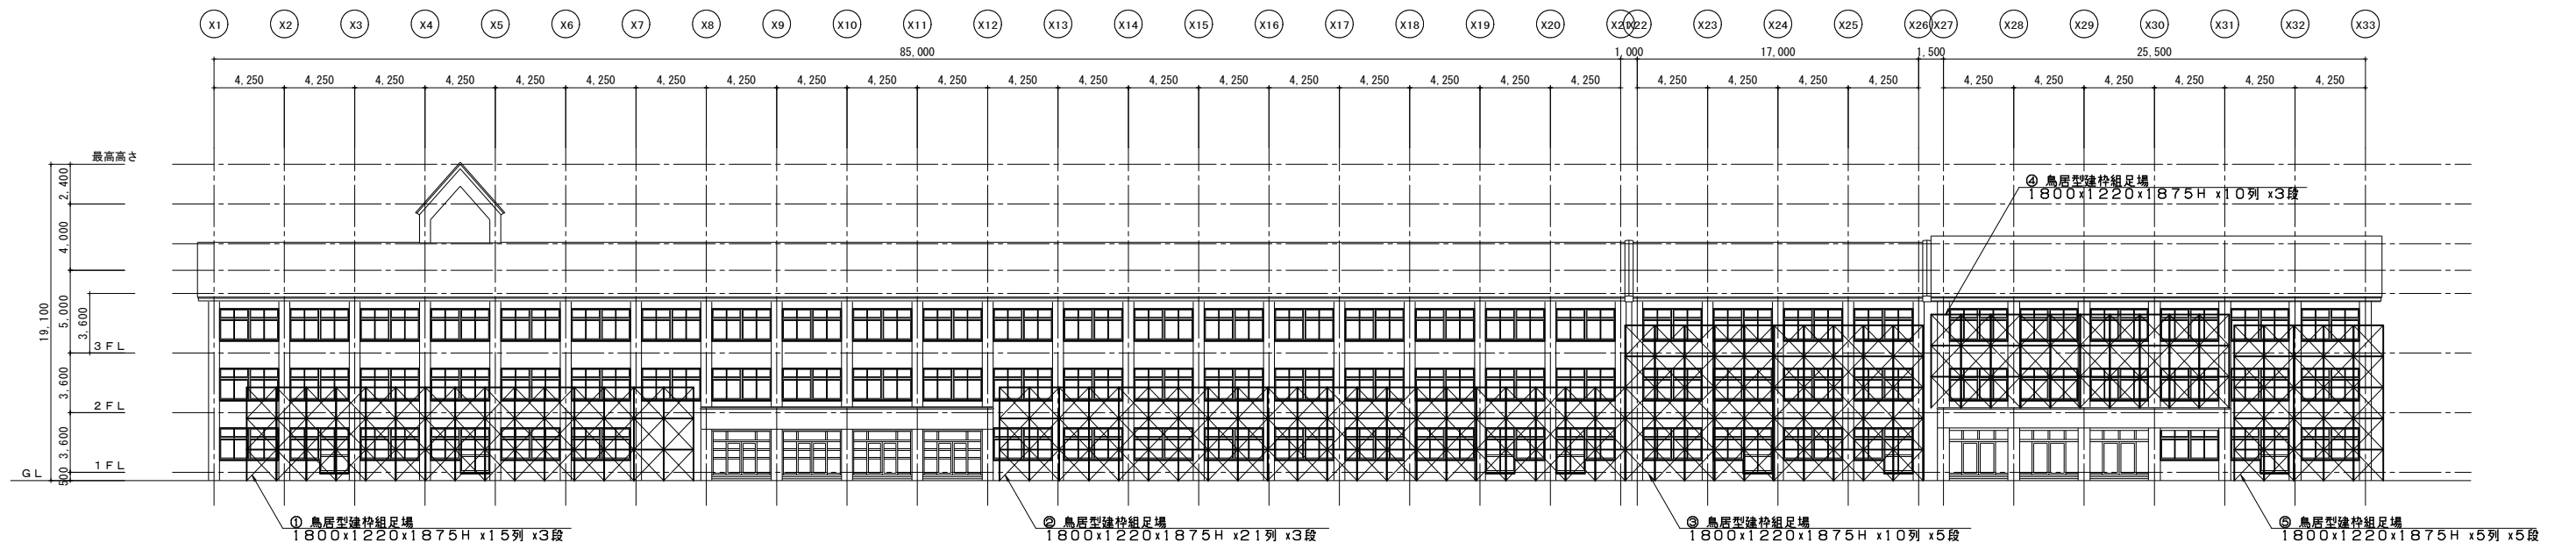 X1 X2 X3 X4 X5 X6 X7 X8 X9 X10 X11 X12 X13 X14 X15 X16 X17 X18 X19 X20 X21 X22 X23 X24 X25 X26 X27 X28 X29 X30 X31 X32 X33
85,000 1,000 17,000 1,500 25,500
4,250 4,250 4,250 4,250 4,250 4,250 4,250 4,250 4,250 4,250 4,250 4,250 4,250 4,250 4,250 4,250 4,250 4,250 4,250 4,250 4,250 4,250 4,250 4,250 4,250 4,250 4,250 4,250 4,250 4,250
最高高さ
2,400
4,000
5,000
3,600
19,100
3FL
3,600
2FL
3,600
1FL
500
GL
④ 鳥居型建枠組足場
1800x1220x1875H x10列 x3段
① 鳥居型建枠組足場
1800x1220x1875H x15列 x3段
② 鳥居型建枠組足場
1800x1220x1875H x21列 x3段
③ 鳥居型建枠組足場
1800x1220x1875H x10列 x5段
⑤ 鳥居型建枠組足場
1800x1220x1875H x5列 x5段